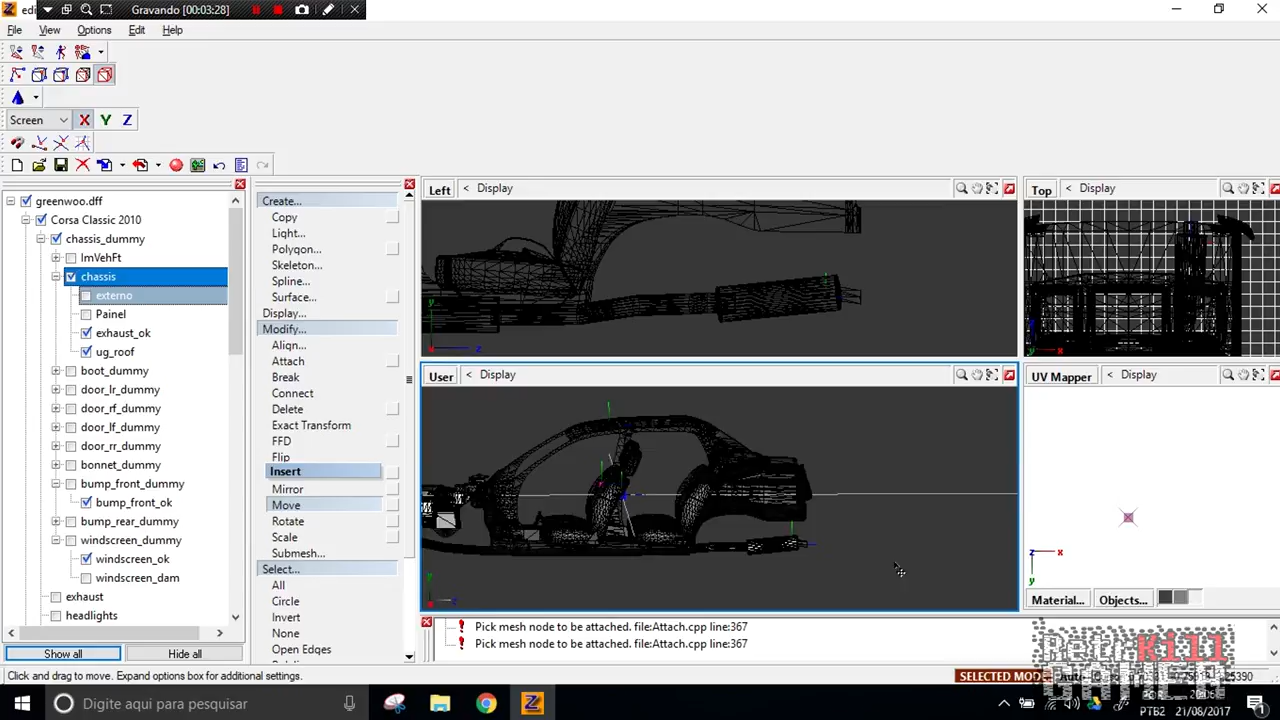 edi
Gravando [00:03:28]
File View Options Edit Help
Screen X Y Z
greenwoo.dff
Corsa Classic 2010
chassis_dummy
ImVehFt
chassis
externo
Painel
exhaust_ok
ug_roof
boot_dummy
door_lr_dummy
door_rf_dummy
door_lf_dummy
door_rr_dummy
bonnet_dummy
bump_front_dummy
bump_front_ok
bump_rear_dummy
windscreen_dummy
windscreen_ok
windscreen_dam
exhaust
headlights
Show all Hide all
Create...
Copy
Light...
Polygon...
Skeleton...
Spline...
Surface...
Display...
Modify...
Align...
Attach
Break
Connect
Delete
Exact Transform
FFD
Flip
Insert
Mirror
Move
Rotate
Scale
Submesh...
Select...
All
Circle
Invert
None
Open Edges
Left < Display
y
x z
Top < Display
y x
User < Display
y
x z
UV Mapper < Display
z x
y
Material... Objects...
Pick mesh node to be attached. file:Attach.cpp line:367
Pick mesh node to be attached. file:Attach.cpp line:367
Click and drag to move. Expand options box for additional settings.
SELECTED MODE
Digite aqui para pesquisar
PTB2 21/08/2017